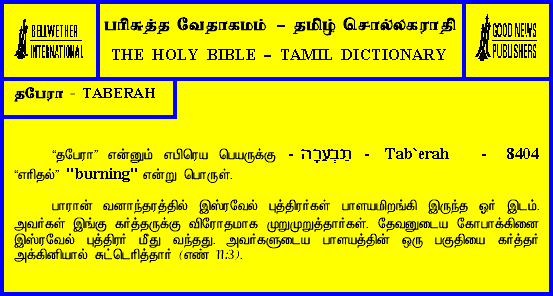 BELLWETHER
INTERNATIONAL
பரிசுத்த வேதாகமம் – தமிழ் சொல்லகராதி
THE HOLY BIBLE – TAMIL DICTIONARY
GOOD NEWS
PUBLISHERS
தபேரா - TABERAH
“தபேரா” என்னும் எபிரெய பெயருக்கு - תַּבְעֵרָה - Tab`erah - 8404
“எரிதல்” "burning" என்று பொருள்.
பாரான் வனாந்தரத்தில் இஸ்ரவேல் புத்திரர்கள் பாளயமிறங்கி இருந்த ஓர் இடம்.
அவர்கள் இங்கு கர்த்தருக்கு விரோதமாக முறுமுறுத்தார்கள். தேவனுடைய கோபாக்கினை
இஸ்ரவேல் புத்திரர் மீது வந்தது. அவர்களுடைய பாளயத்தின் ஒரு பகுதியை கர்த்தர்
அக்கினியால் சுட்டெரித்தார் (எண் 11:3).